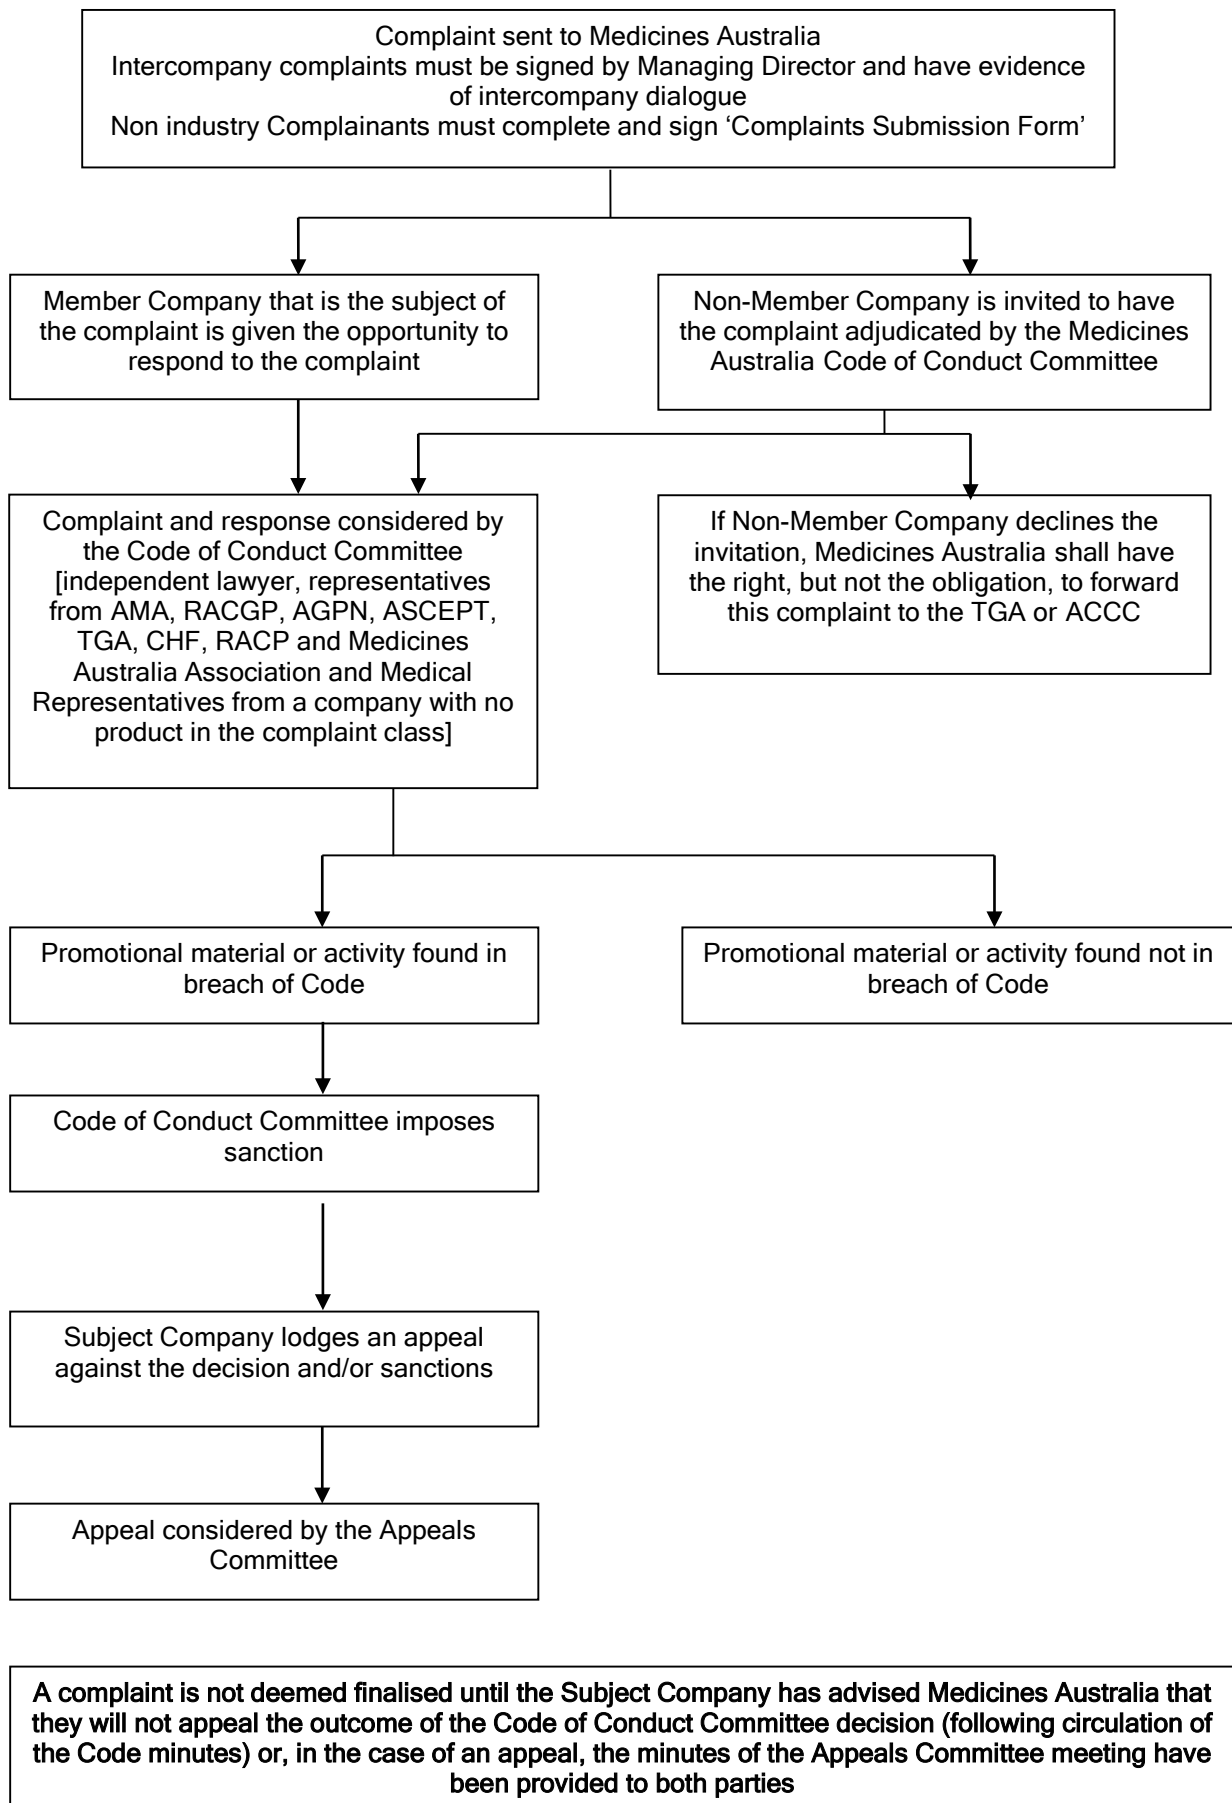 Complaint sent to Medicines Australia
Intercompany complaints must be signed by Managing Director and have evidence
of intercompany dialogue
Non industry Complainants must complete and sign ‘Complaints Submission Form’
Member Company that is the subject of
the complaint is given the opportunity to
respond to the complaint
Non-Member Company is invited to have
the complaint adjudicated by the Medicines
Australia Code of Conduct Committee
Complaint and response considered by
the Code of Conduct Committee
[independent lawyer, representatives
from AMA, RACGP, AGPN, ASCEPT,
TGA, CHF, RACP and Medicines
Australia Association and Medical
Representatives from a company with no
product in the complaint class]
If Non-Member Company declines the
invitation, Medicines Australia shall have
the right, but not the obligation, to forward
this complaint to the TGA or ACCC
Promotional material or activity found in
breach of Code
Promotional material or activity found not in
breach of Code
Code of Conduct Committee imposes
sanction
Subject Company lodges an appeal
against the decision and/or sanctions
Appeal considered by the Appeals
Committee
A complaint is not deemed finalised until the Subject Company has advised Medicines Australia that
they will not appeal the outcome of the Code of Conduct Committee decision (following circulation of
the Code minutes) or, in the case of an appeal, the minutes of the Appeals Committee meeting have
been provided to both parties